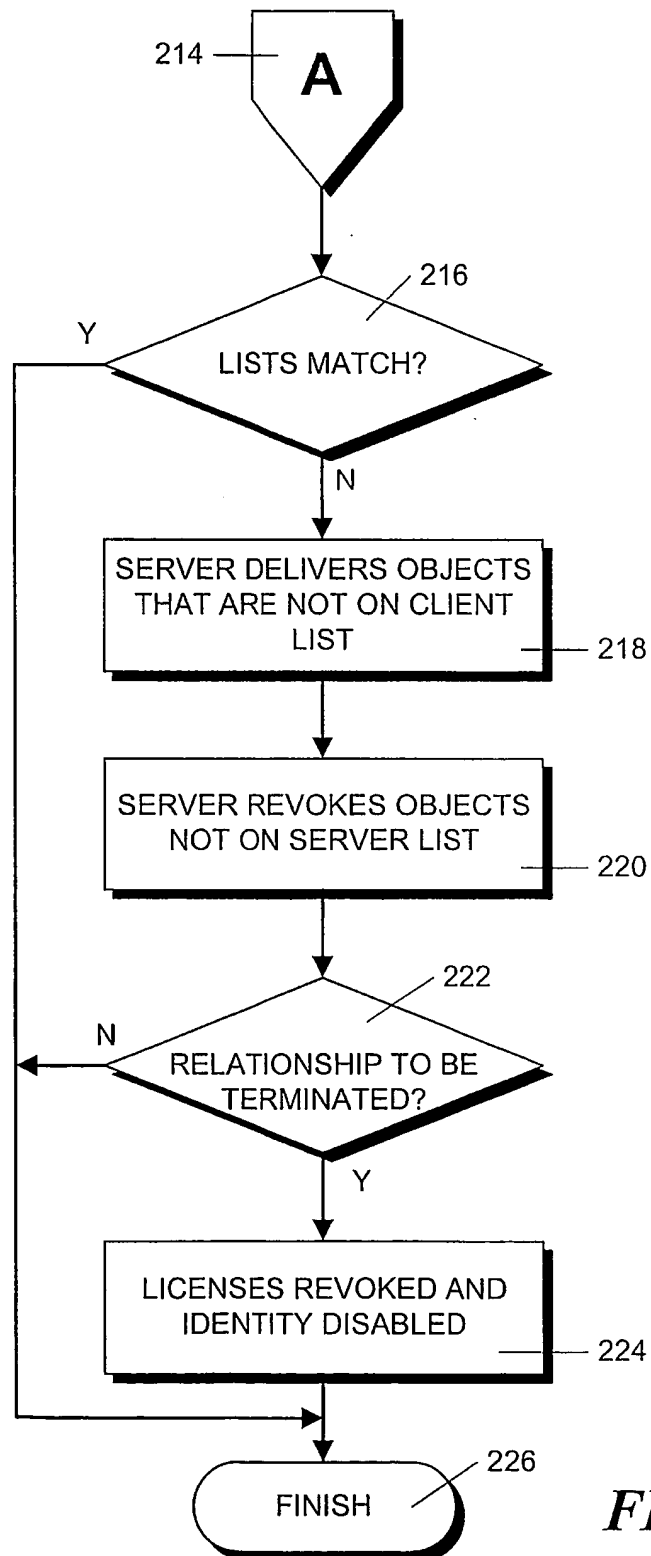 214
A
216
Y
LISTS MATCH?
N
SERVER DELIVERS OBJECTS
THAT ARE NOT ON CLIENT
LIST
218
SERVER REVOKES OBJECTS
NOT ON SERVER LIST
220
222
N
RELATIONSHIP TO BE
TERMINATED?
Y
LICENSES REVOKED AND
IDENTITY DISABLED
224
226
FINISH